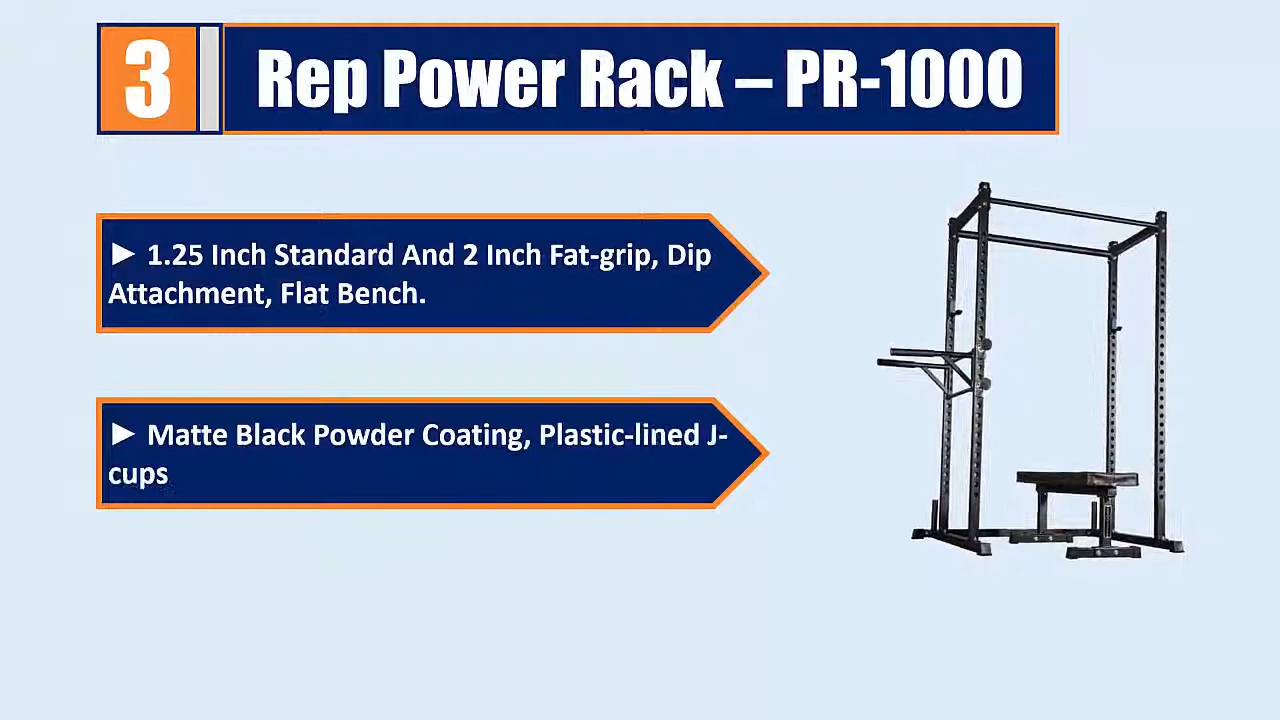 3 Rep Power Rack – PR-1000
► 1.25 Inch Standard And 2 Inch Fat-grip, Dip
Attachment, Flat Bench.
► Matte Black Powder Coating, Plastic-lined J-
cups